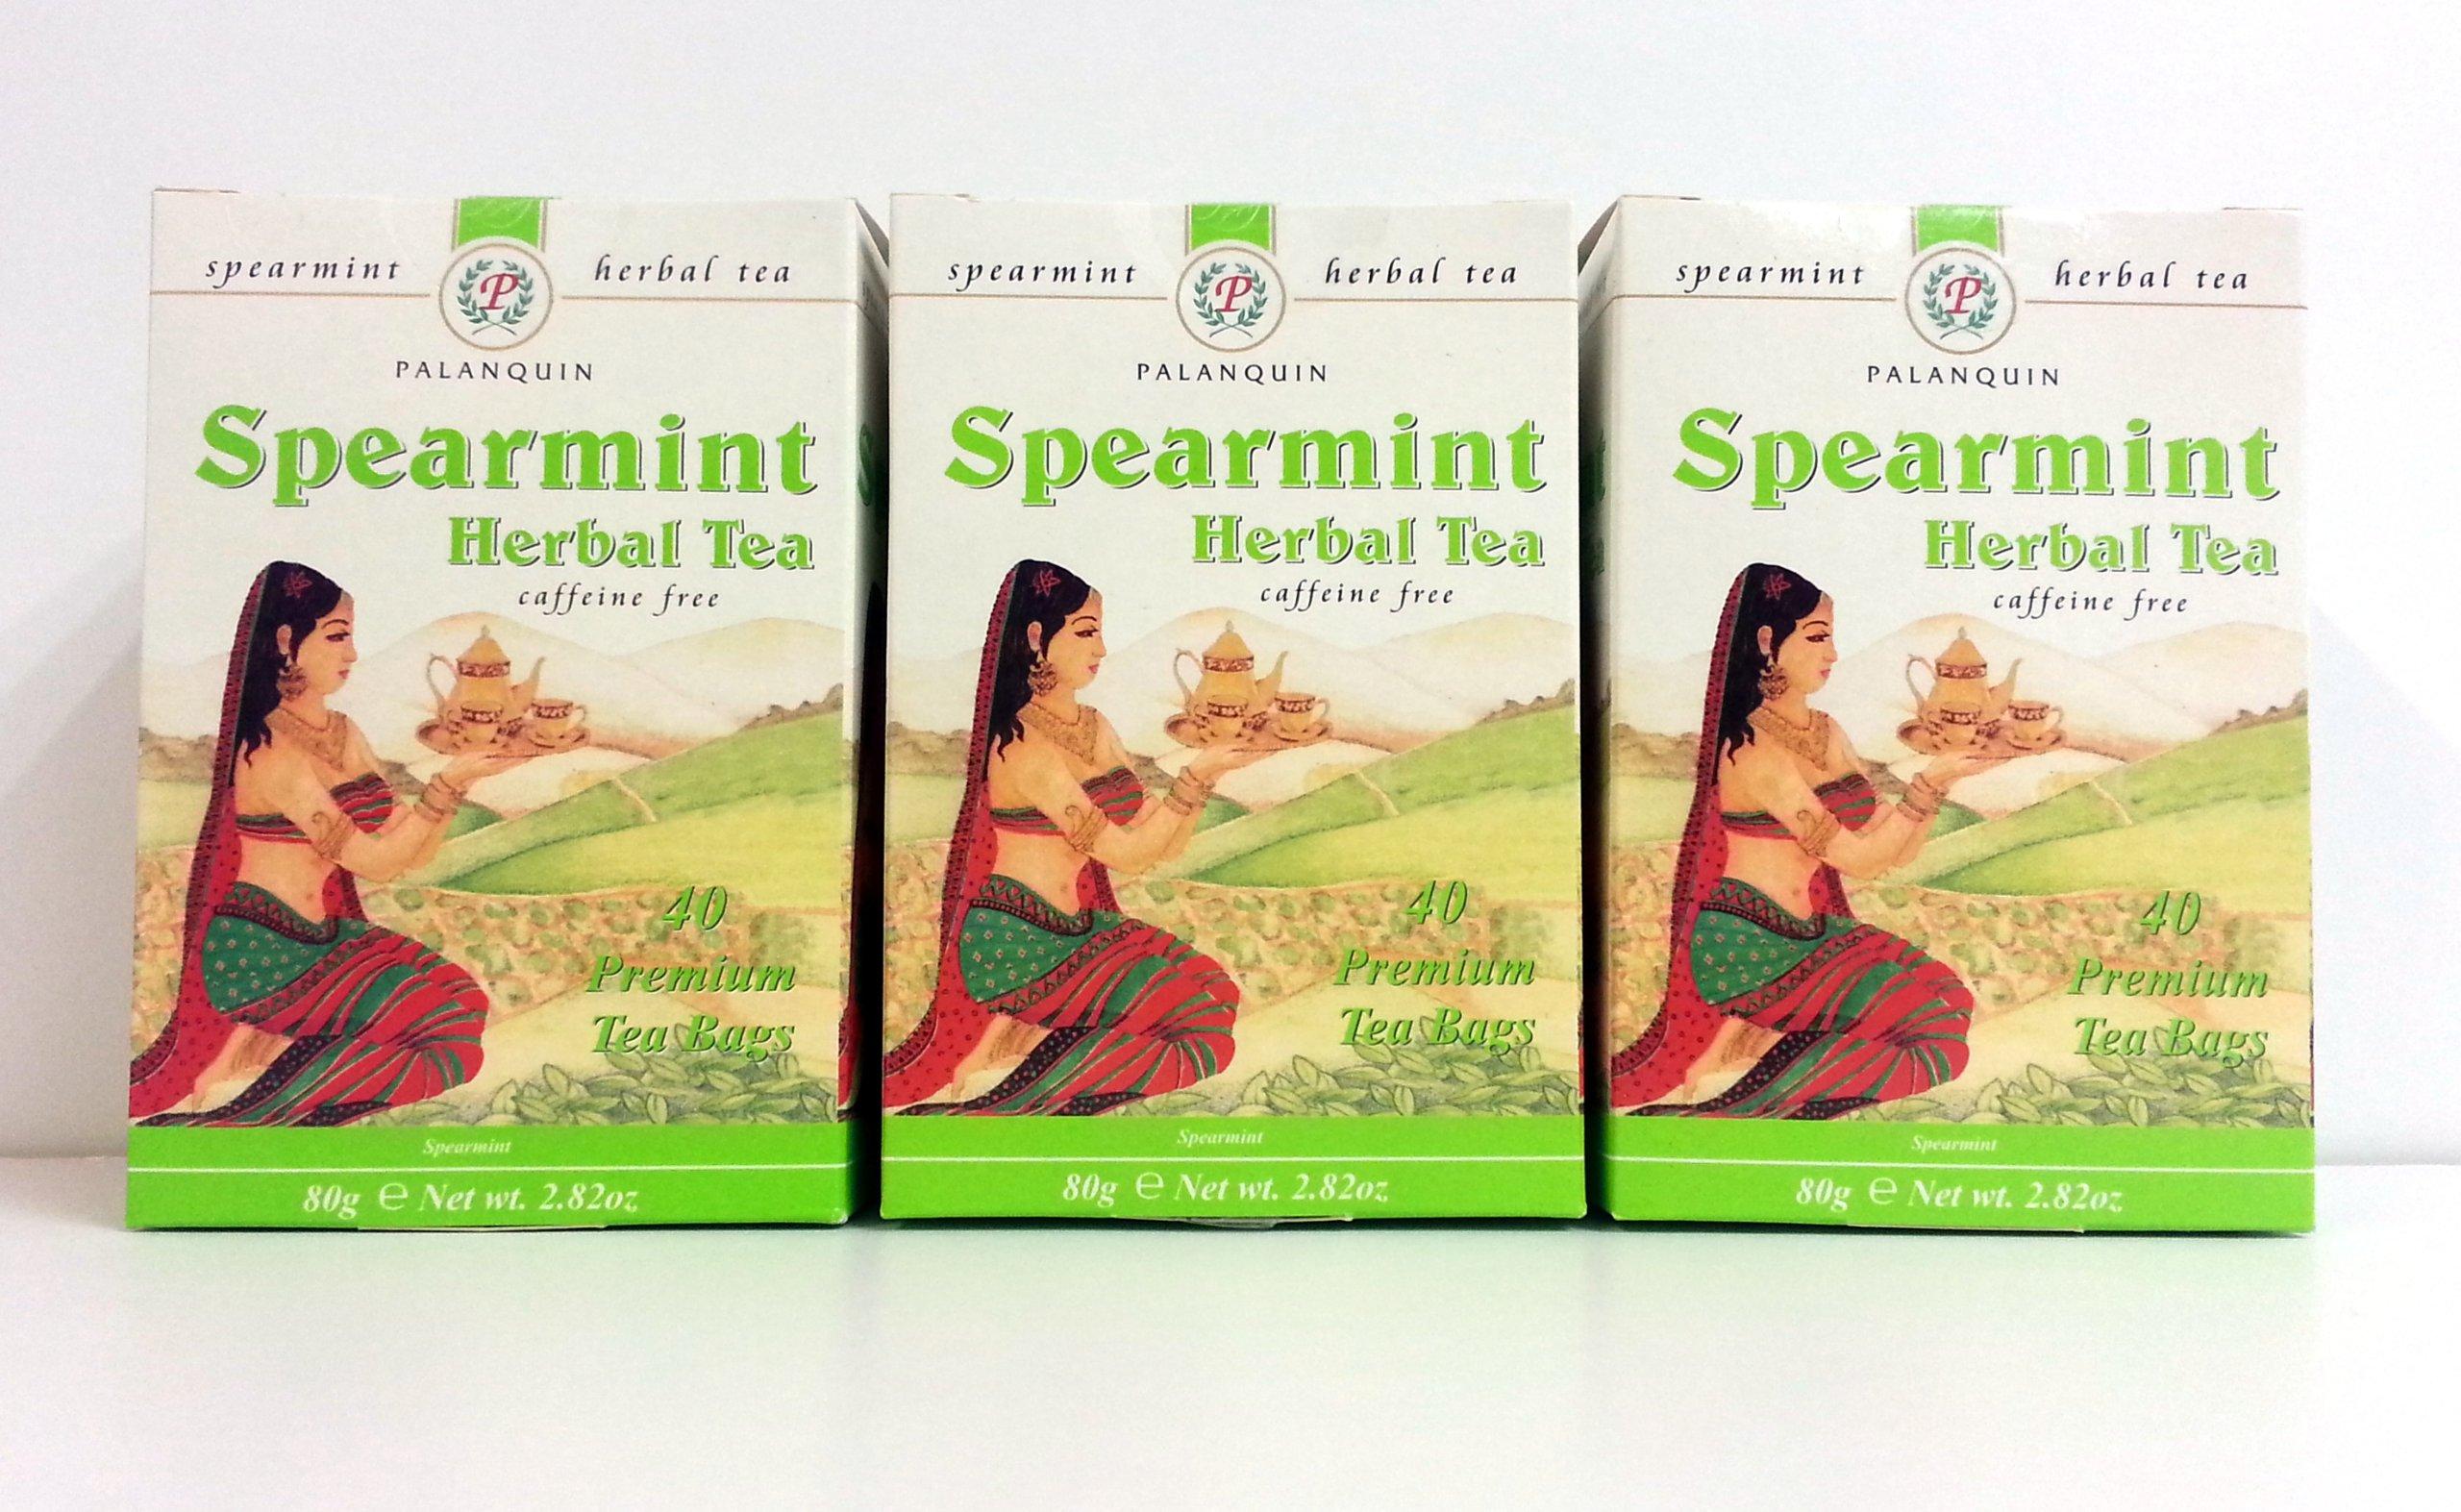 spearmint herbal tea
P
PALANQUIN
Spearmint
Herbal Tea
caffeine free
40
Premium
Tea Bags
Spearmint
80g ℮ Net wt. 2.82oz
spearmint herbal tea
P
PALANQUIN
Spearmint
Herbal Tea
caffeine free
40
Premium
Tea Bags
Spearmint
80g ℮ Net wt. 2.82oz
spearmint herbal tea
P
PALANQUIN
Spearmint
Herbal Tea
caffeine free
40
Premium
Tea Bags
Spearmint
80g ℮ Net wt. 2.82oz